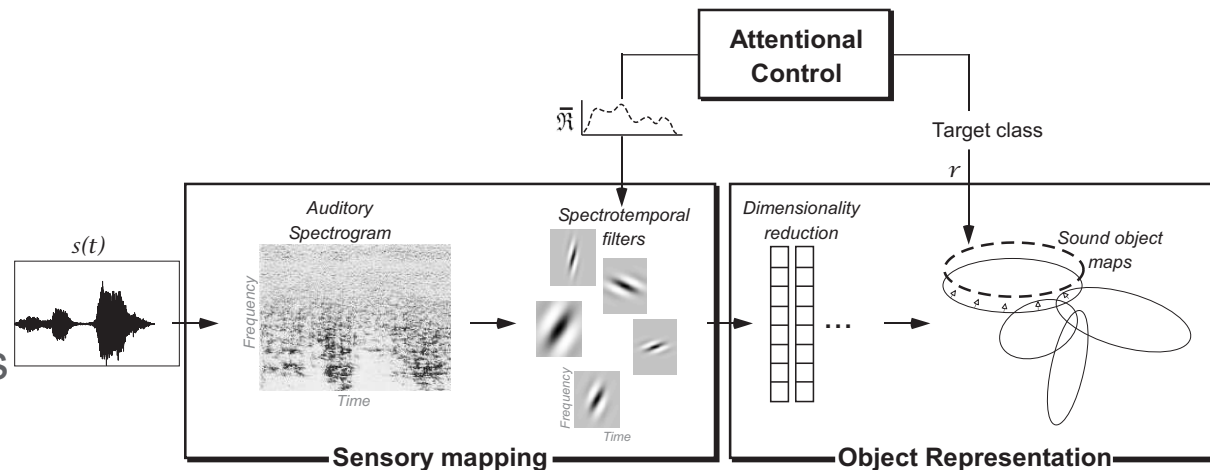 Attentional
Control
ℜ̅
Target class
r
s(t)
s
Auditory
Spectrogram
Frequency
Time
Spectrotemporal
filters
Frequency
Time
Sensory mapping
Dimensionality
reduction
...
Sound object
maps
Object Representation